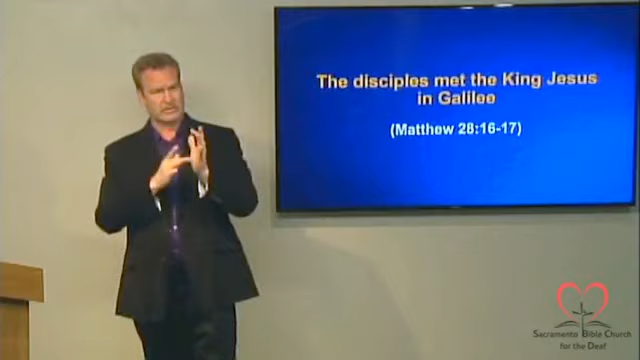 The disciples met the King Jesus
in Galilee
(Matthew 28:16-17)
Sacramento Bible Church
for the Deaf